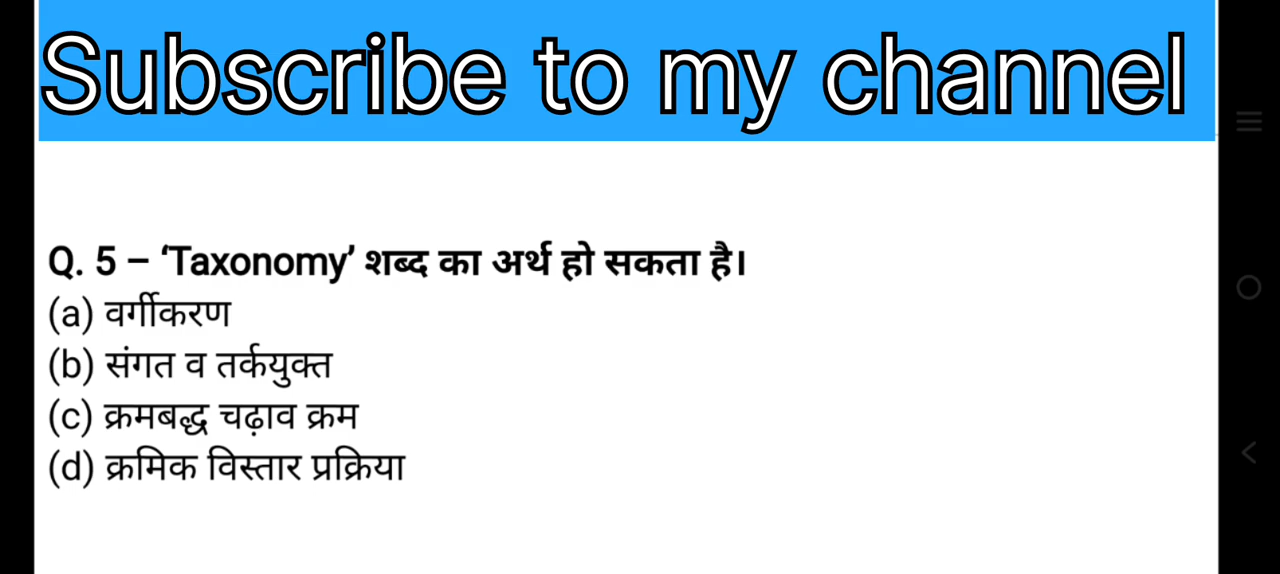 Subscribe to my channel
Q. 5 – ‘Taxonomy’ शब्द का अर्थ हो सकता है।
(a) वर्गीकरण
(b) संगत व तर्कयुक्त
(c) क्रमबद्ध चढ़ाव क्रम
(d) क्रमिक विस्तार प्रक्रिया